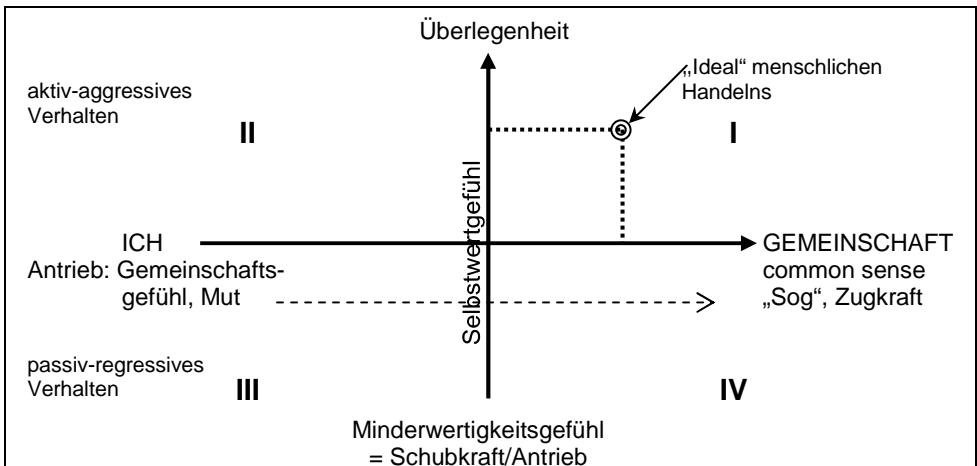 Überlegenheit
„Ideal“ menschlichen
Handelns
aktiv-aggressives
Verhalten
II
I
Selbstwertgefühl
ICH
GEMEINSCHAFT
Antrieb: Gemeinschafts-
common sense
gefühl, Mut
„Sog“, Zugkraft
passiv-regressives
Verhalten
III
IV
Minderwertigkeitsgefühl
= Schubkraft/Antrieb